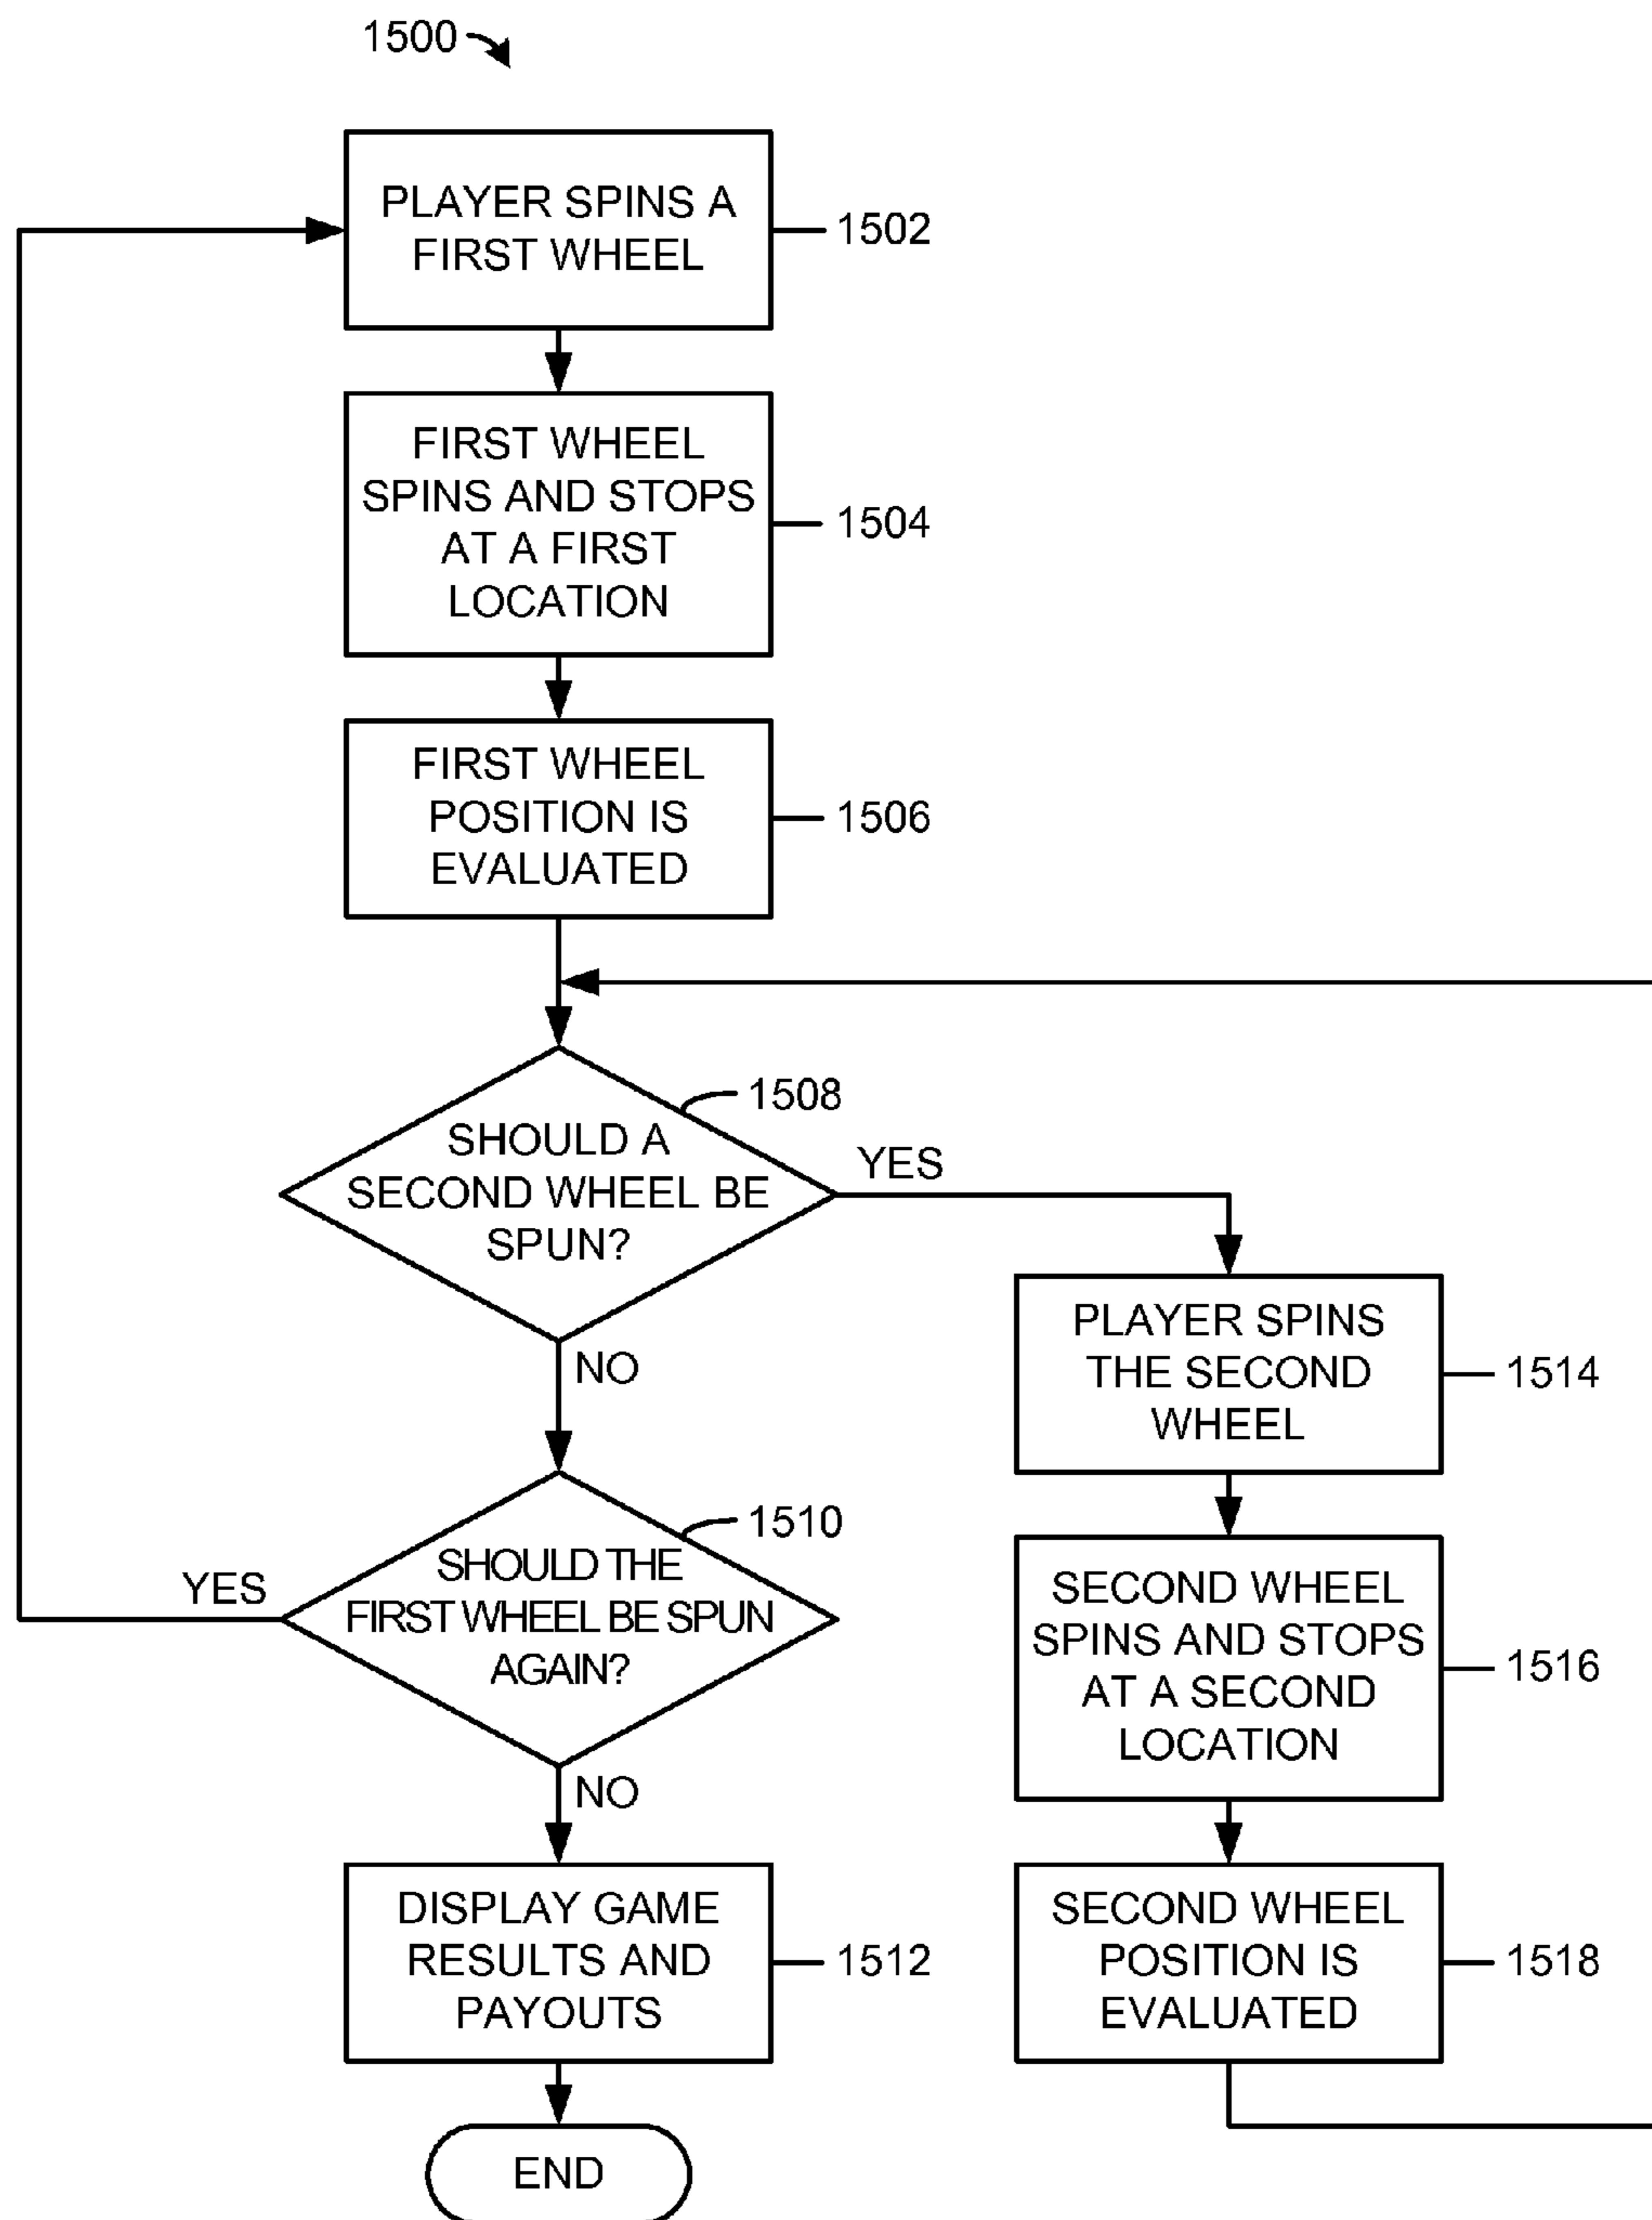 1500
PLAYER SPINS A
FIRST WHEEL
1502
FIRST WHEEL
SPINS AND STOPS
AT A FIRST
LOCATION
1504
FIRST WHEEL
POSITION IS
EVALUATED
1506
1508
SHOULD A
SECOND WHEEL BE
SPUN?
YES
NO
PLAYER SPINS
THE SECOND
WHEEL
1514
1510
SHOULD THE
FIRST WHEEL BE SPUN
AGAIN?
YES
NO
SECOND WHEEL
SPINS AND STOPS
AT A SECOND
LOCATION
1516
DISPLAY GAME
RESULTS AND
PAYOUTS
1512
SECOND WHEEL
POSITION IS
EVALUATED
1518
END